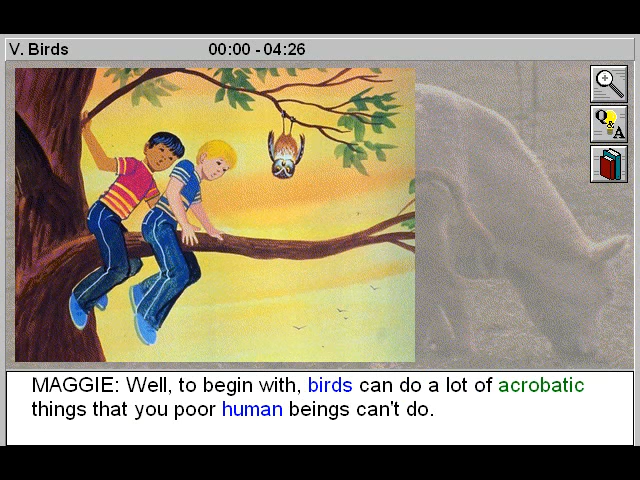 V. Birds 00:00 - 04:26
Q
&
A
MAGGIE: Well, to begin with, birds can do a lot of acrobatic
things that you poor human beings can't do.